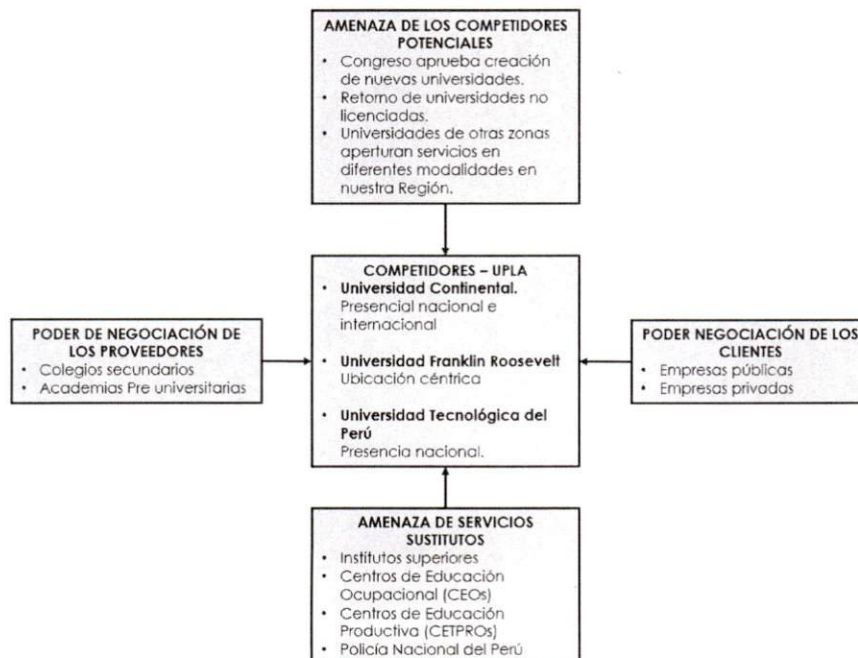 AMENAZA DE LOS COMPETIDORES
POTENCIALES
• Congreso aprueba creación
de nuevas universidades.
• Retorno de universidades no
licenciadas.
• Universidades de otras zonas
aperturan servicios en
diferentes modalidades en
nuestra Región.
COMPETIDORES – UPLA
• Universidad Continental.
Presencial nacional e
internacional
• Universidad Franklin Roosevelt
Ubicación céntrica
• Universidad Tecnológica del
Perú
Presencia nacional.
PODER DE NEGOCIACIÓN DE
LOS PROVEEDORES
• Colegios secundarios
• Academias Pre universitarias
PODER NEGOCIACIÓN DE LOS
CLIENTES
• Empresas públicas
• Empresas privadas
AMENAZA DE SERVICIOS
SUSTITUTOS
• Institutos superiores
• Centros de Educación
Ocupacional (CEOs)
• Centros de Educación
Productiva (CETPROs)
• Policía Nacional del Perú